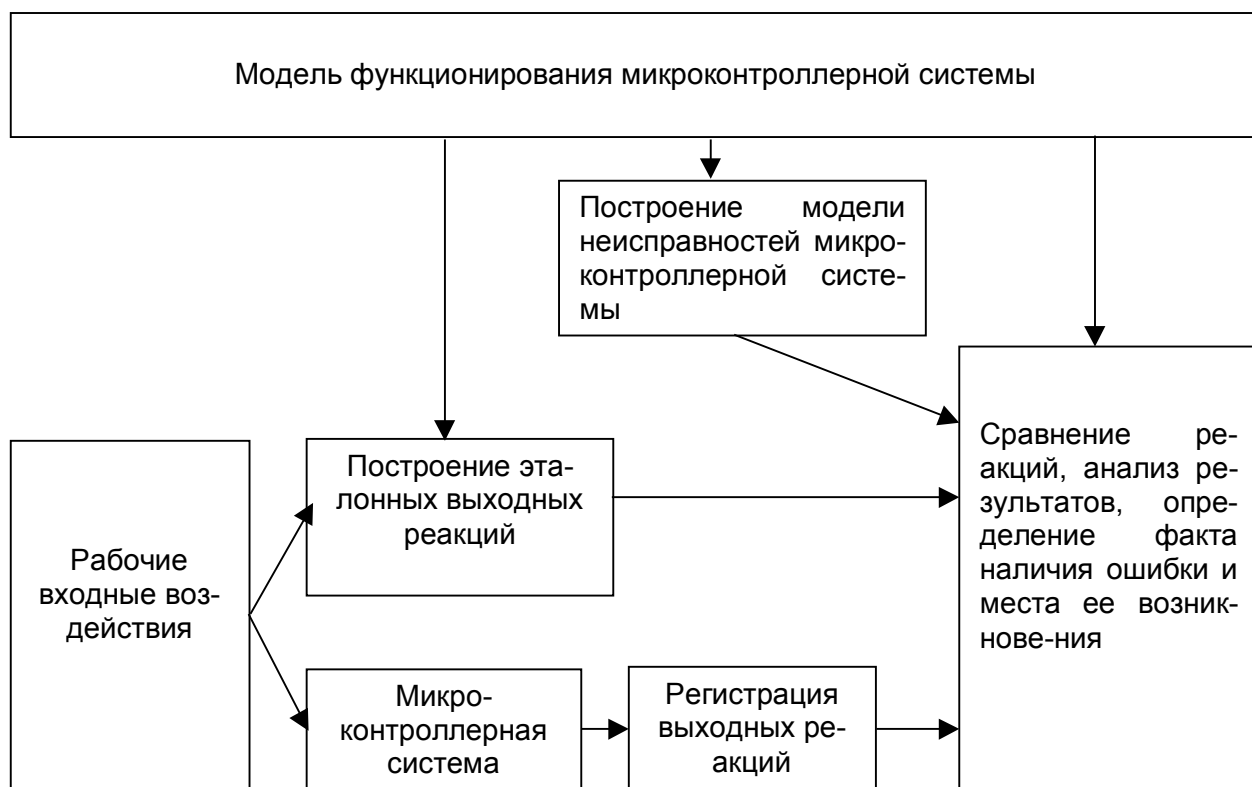 Модель функционирования микроконтроллерной системы
Построение модели
неисправностей микро-
контроллерной систе-
мы
Построение эта-
лонных выходных
реакций
Рабочие
входные воз-
действия
Микро-
контроллерная
система
Регистрация
выходных ре-
акций
Сравнение ре-
акций, анализ ре-
зультатов, опре-
деление факта
наличия ошибки и
места ее возник-
нове-ния